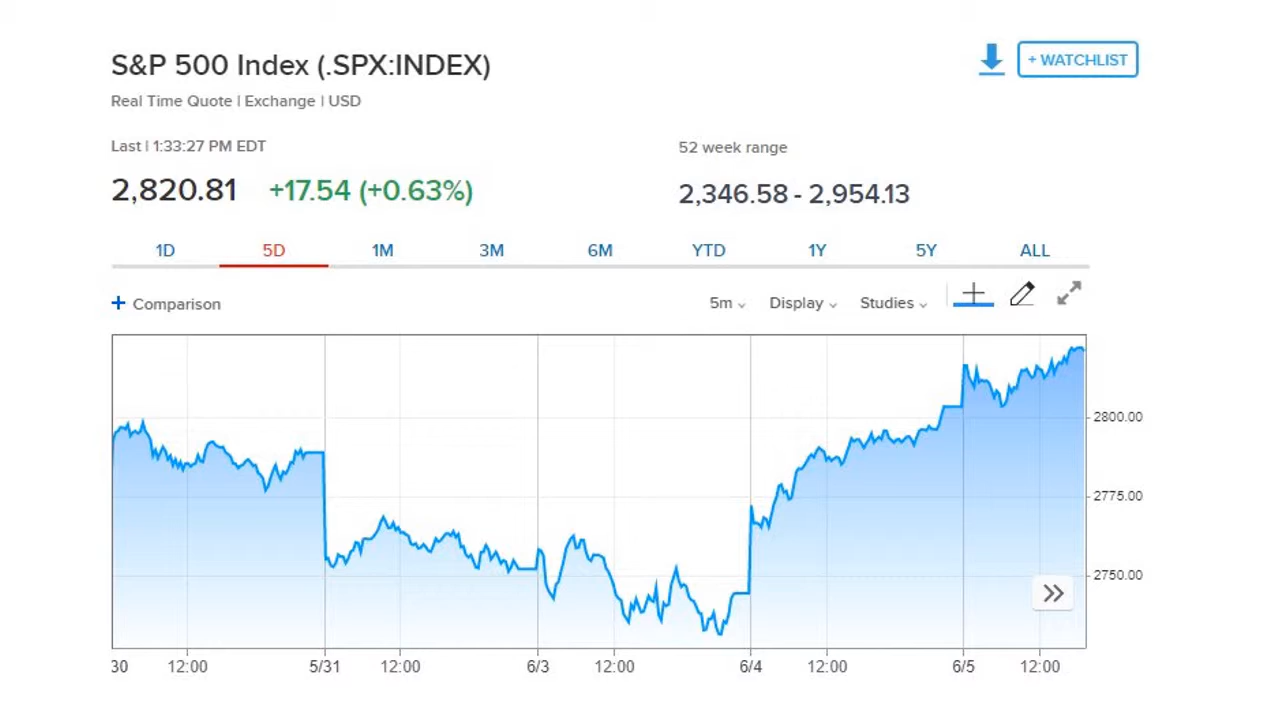 S&P 500 Index (.SPX:INDEX)
+ WATCHLIST
Real Time Quote | Exchange | USD
Last | 1:33:27 PM EDT
52 week range
2,820.81 +17.54 (+0.63%)
2,346.58 - 2,954.13
1D 5D 1M 3M 6M YTD 1Y 5Y ALL
+ Comparison
5m Display Studies
2800.00
2775.00
2750.00
30 12:00 5/31 12:00 6/3 12:00 6/4 12:00 6/5 12:00